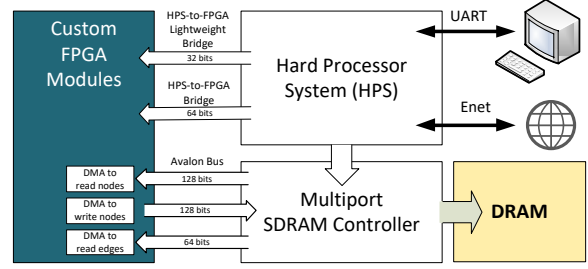 Custom
FPGA
Modules
HPS-to-FPGA
Lightweight
Bridge
32 bits
HPS-to-FPGA
Bridge
64 bits
Hard Processor
System (HPS)
UART
Enet
DMA to
read nodes
DMA to
write nodes
DMA to
read edges
Avalon Bus
128 bits
128 bits
64 bits
Multiport
SDRAM Controller
DRAM